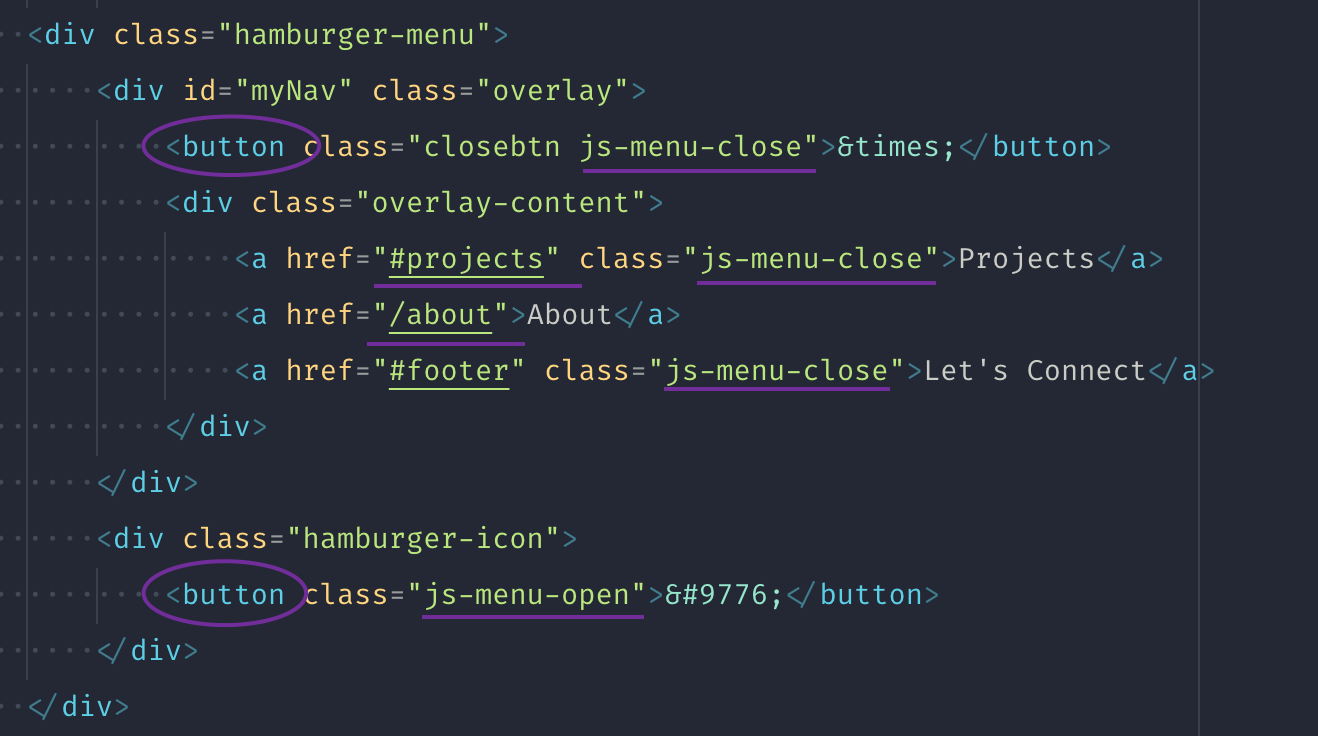 <div class="hamburger-menu">
<div id="myNav" class="overlay">
<button class="closebtn js-menu-close">&times;</button>
<div class="overlay-content">
<a href="#projects" class="js-menu-close">Projects</a>
<a href="/about">About</a>
<a href="#footer" class="js-menu-close">Let's Connect</a>
</div>
</div>
<div class="hamburger-icon">
<button class="js-menu-open">&#9776;</button>
</div>
</div>